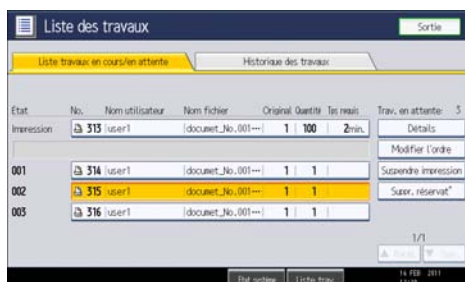 Liste des travaux Sortie
Liste travaux en cours/en attente Historique des travaux
Etat No. Nom utilisateur Nom fichier Original Quantité Tps requis Trav. en attente: 3
Impression 313 user1 documet_No.001··· 1 100 2min. Détails
Modifier l'ordre
001 314 user1 documet_No.001··· 1 1 Suspendre impression
002 315 user1 documet_No.001··· 1 1 Suppr. réservat°
003 316 user1 documet_No.001··· 1 1
1/1
Etat système Liste trav. 14 FEB 2011